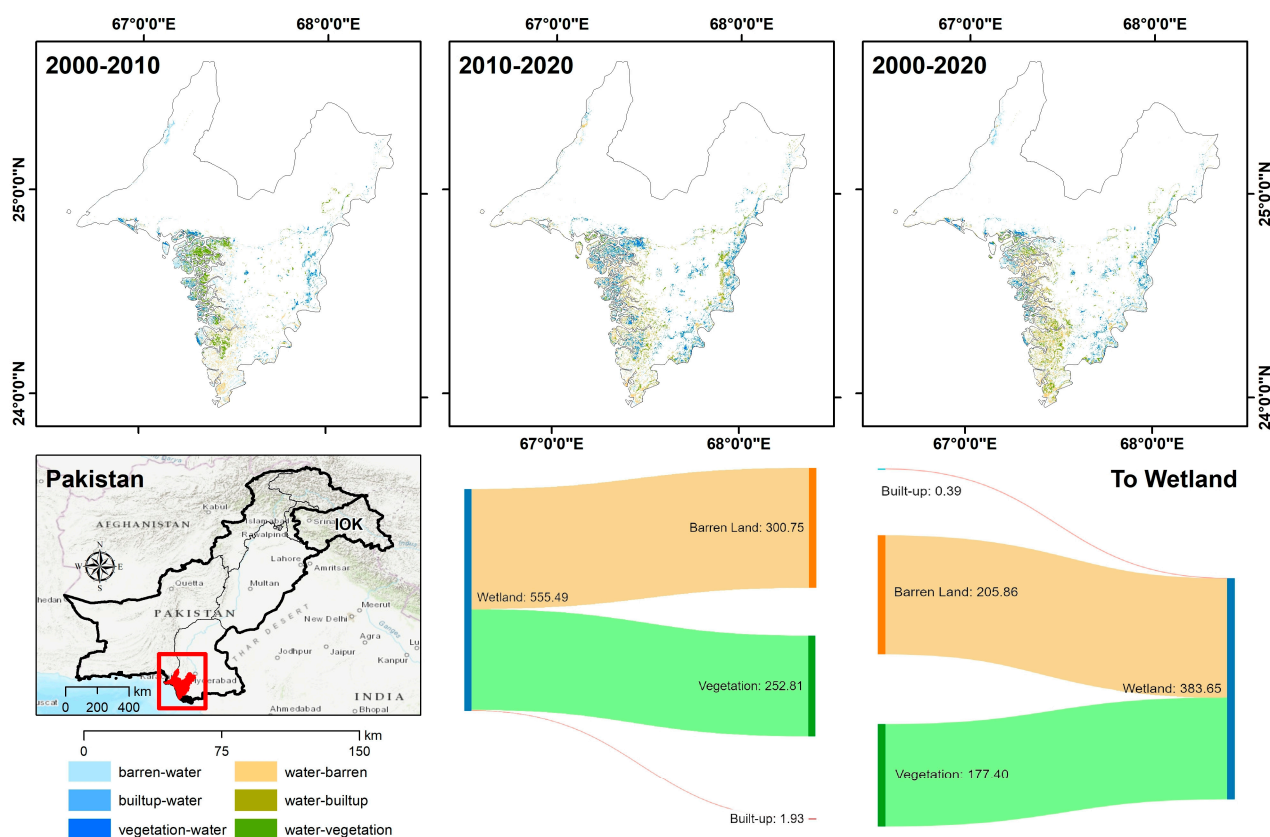 67°0'0"E 68°0'0"E 67°0'0"E 68°0'0"E 67°0'0"E 68°0'0"E
2000-2010
2010-2020
2000-2020
25°0'0"N
24°0'0"N
25°0'0"N
24°0'0"N
67°0'0"E 68°0'0"E 67°0'0"E 68°0'0"E
Pakistan
Kabul
AFGHANISTAN
Islamabad
Srina
IOK
Rawalpindi
Lahore
Amritsar
N
W E
S
Quetta
Multan
hedan
PAKISTAN
THAR DESERT
New Delhi
Meerut
Ganges
Agra
Lu
Jodhpur
Jaipur
Kanpur
Kara
Hyderabad
km
0 200 400
INDIA
uscat
Ahmedabad
Bhopal
km
0 75 150
barren-water
water-barren
builtup-water
water-builtup
vegetation-water
water-vegetation
Barren Land: 300.75
Wetland: 555.49
Vegetation: 252.81
Built-up: 1.93
To Wetland
Built-up: 0.39
Barren Land: 205.86
Wetland: 383.65
Vegetation: 177.40